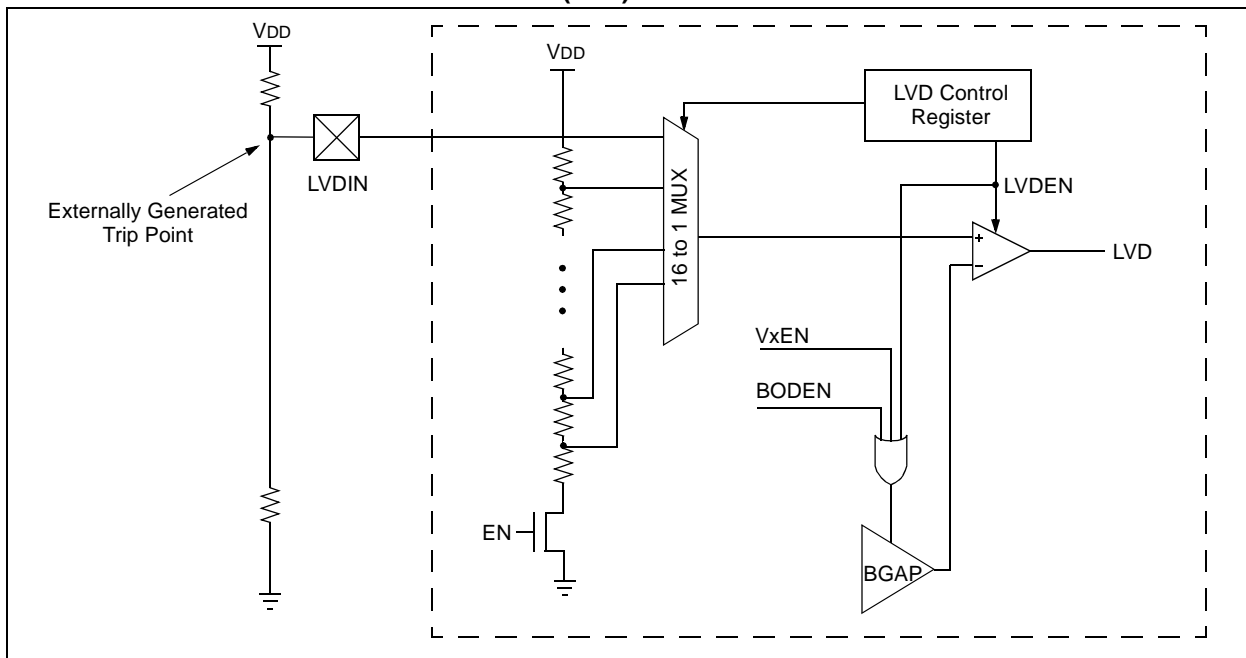 VDD
VDD
LVD Control
Register
LVDIN
LVDEN
Externally Generated
Trip Point
16 to 1 MUX
+
−
LVD
VxEN
BODEN
EN
BGAP